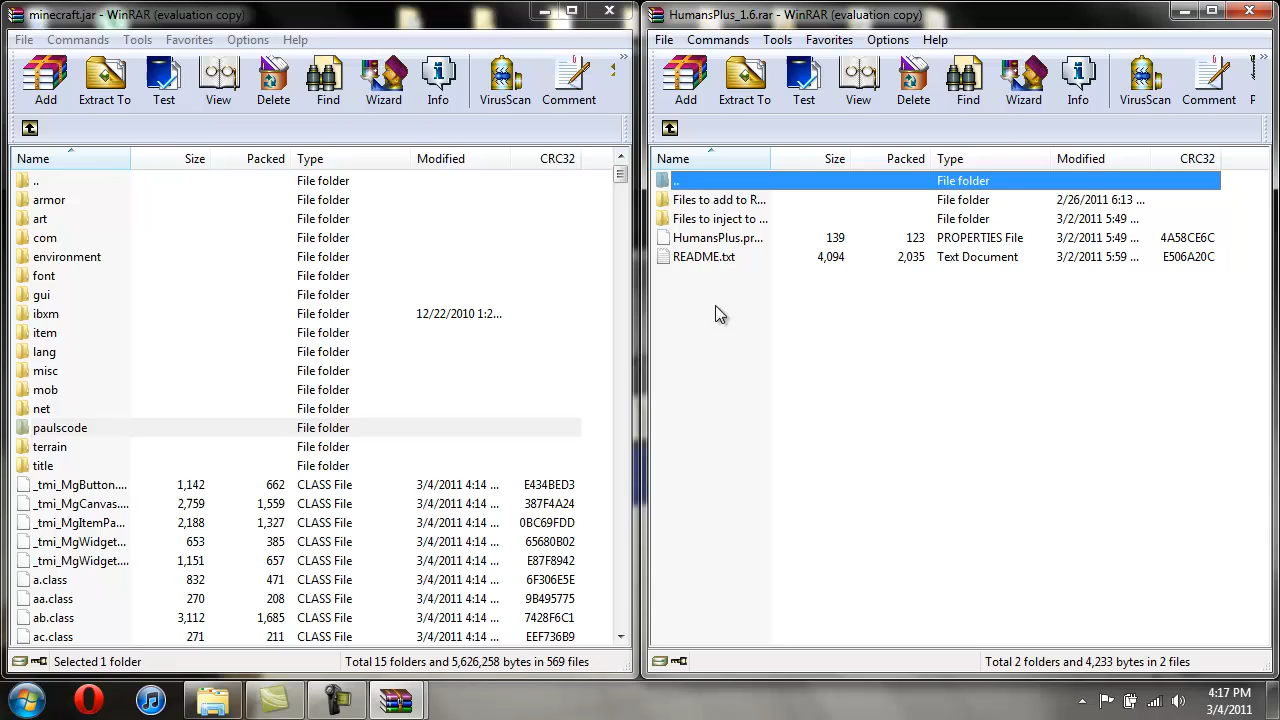 minecraft.jar - WinRAR (evaluation copy)
File Commands Tools Favorites Options Help
Add Extract To Test View Delete Find Wizard Info VirusScan Comment
Name Size Packed Type Modified CRC32
.. File folder
armor File folder
art File folder
com File folder
environment File folder
font File folder
gui File folder
ibxm File folder 12/22/2010 1:2...
item File folder
lang File folder
misc File folder
mob File folder
net File folder
paulscode File folder
terrain File folder
title File folder
_tmi_MgButton.... 1,142 662 CLASS File 3/4/2011 4:14 ... E434BED3
_tmi_MgCanvas.... 2,759 1,559 CLASS File 3/4/2011 4:14 ... 387F4A24
_tmi_MgItemPa... 2,188 1,327 CLASS File 3/4/2011 4:14 ... 0BC69FDD
_tmi_MgWidget... 653 385 CLASS File 3/4/2011 4:14 ... 65680B02
_tmi_MgWidget... 1,151 657 CLASS File 3/4/2011 4:14 ... E87F8942
a.class 832 471 CLASS File 3/4/2011 4:14 ... 6F306E5E
aa.class 270 208 CLASS File 3/4/2011 4:14 ... 9B495775
ab.class 3,112 1,685 CLASS File 3/4/2011 4:14 ... 7428F6C1
ac.class 271 211 CLASS File 3/4/2011 4:14 ... EEF736B9
Selected 1 folder Total 15 folders and 5,626,258 bytes in 569 files
HumansPlus_1.6.rar - WinRAR (evaluation copy)
File Commands Tools Favorites Options Help
Add Extract To Test View Delete Find Wizard Info VirusScan Comment
Name Size Packed Type Modified CRC32
.. File folder
Files to add to R... File folder 2/26/2011 6:13 ...
Files to inject to ... File folder 3/2/2011 5:49 ...
HumansPlus.pr... 139 123 PROPERTIES File 3/2/2011 5:49 ... 4A58CE6C
README.txt 4,094 2,035 Text Document 3/2/2011 5:59 ... E506A20C
Total 2 folders and 4,233 bytes in 2 files
4:17 PM
3/4/2011